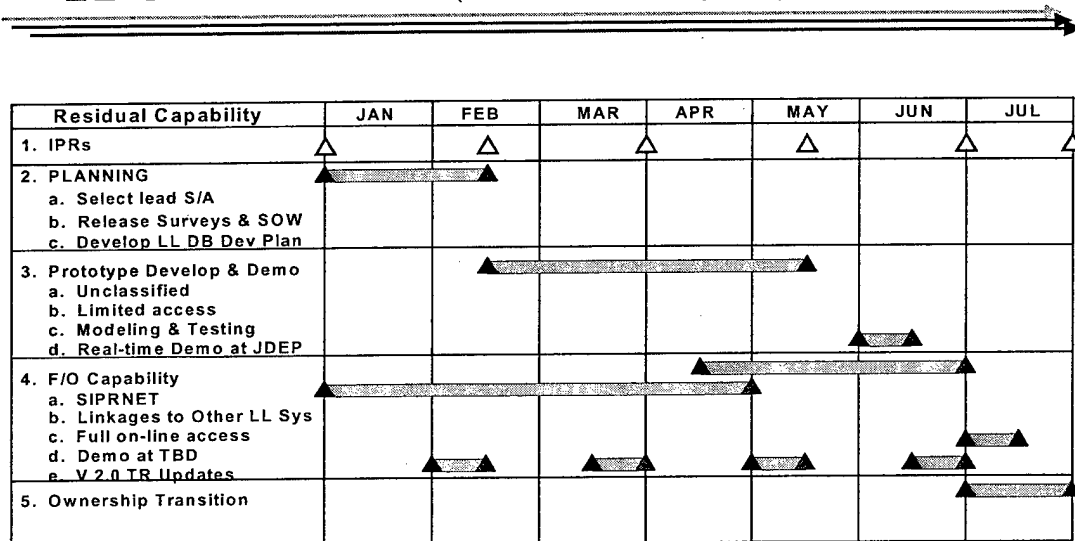 Residual Capability JAN FEB MAR APR MAY JUN JUL
1. IPRs
2. PLANNING
a. Select lead S/A
b. Release Surveys & SOW
c. Develop LL DB Dev Plan
3. Prototype Develop & Demo
a. Unclassified
b. Limited access
c. Modeling & Testing
d. Real-time Demo at JDEP
4. F/O Capability
a. SIPRNET
b. Linkages to Other LL Sys
c. Full on-line access
d. Demo at TBD
e. V 2.0 TR Updates
5. Ownership Transition